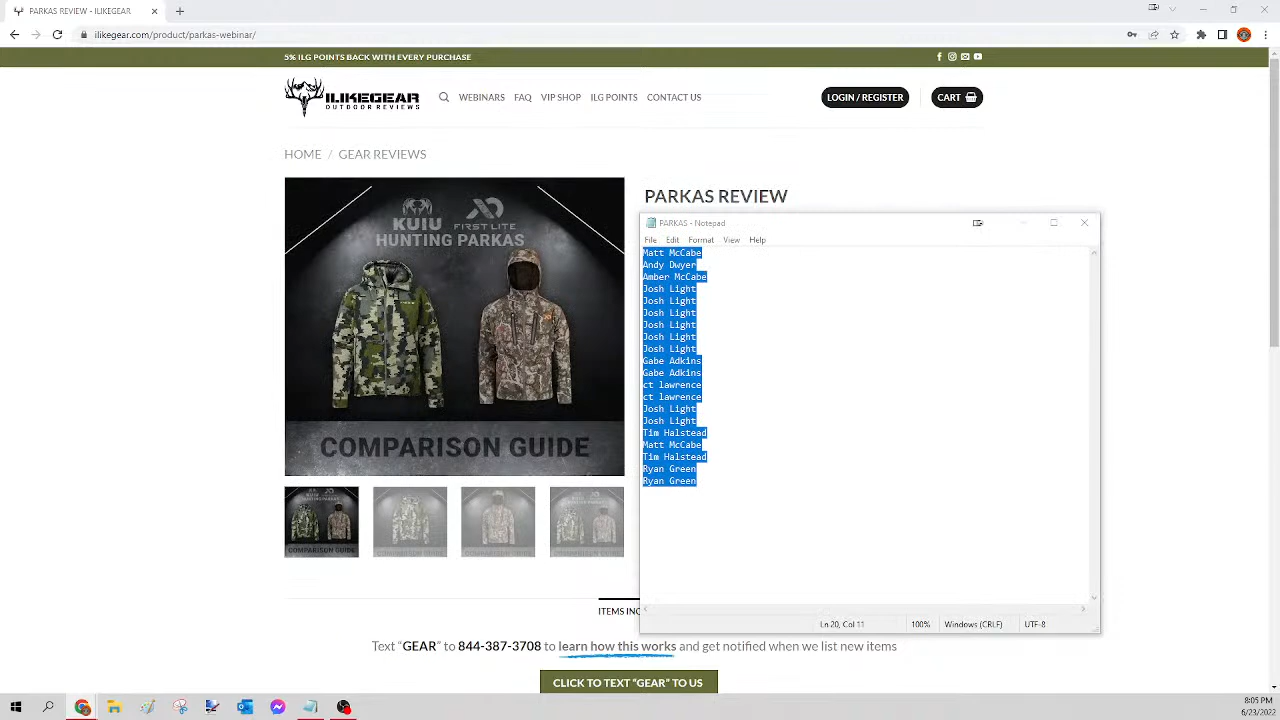 PARKAS REVIEW - ILIKEGEAR
ilikegear.com/product/parkas-webinar/
5% ILG POINTS BACK WITH EVERY PURCHASE
ILIKEGEAR
OUTDOOR REVIEWS
WEBINARS FAQ VIP SHOP ILG POINTS CONTACT US
LOGIN / REGISTER
CART
HOME / GEAR REVIEWS
KUIU FIRST LITE
HUNTING PARKAS
COMPARISON GUIDE
PARKAS REVIEW
PARKAS - Notepad
File Edit Format View Help
Matt McCabe
Andy Dwyer
Amber McCabe
Josh Light
Josh Light
Josh Light
Josh Light
Josh Light
Josh Light
Gabe Adkins
Gabe Adkins
ct lawrence
ct lawrence
Josh Light
Josh Light
Tim Halstead
Matt McCabe
Tim Halstead
Ryan Green
Ryan Green
Ln 20, Col 11 100% Windows (CRLF) UTF-8
COMPARISON GUIDE
ITEMS INC
Text “GEAR” to 844-387-3708 to learn how this works and get notified when we list new items
CLICK TO TEXT “GEAR” TO US
8:05 PM
6/23/2022